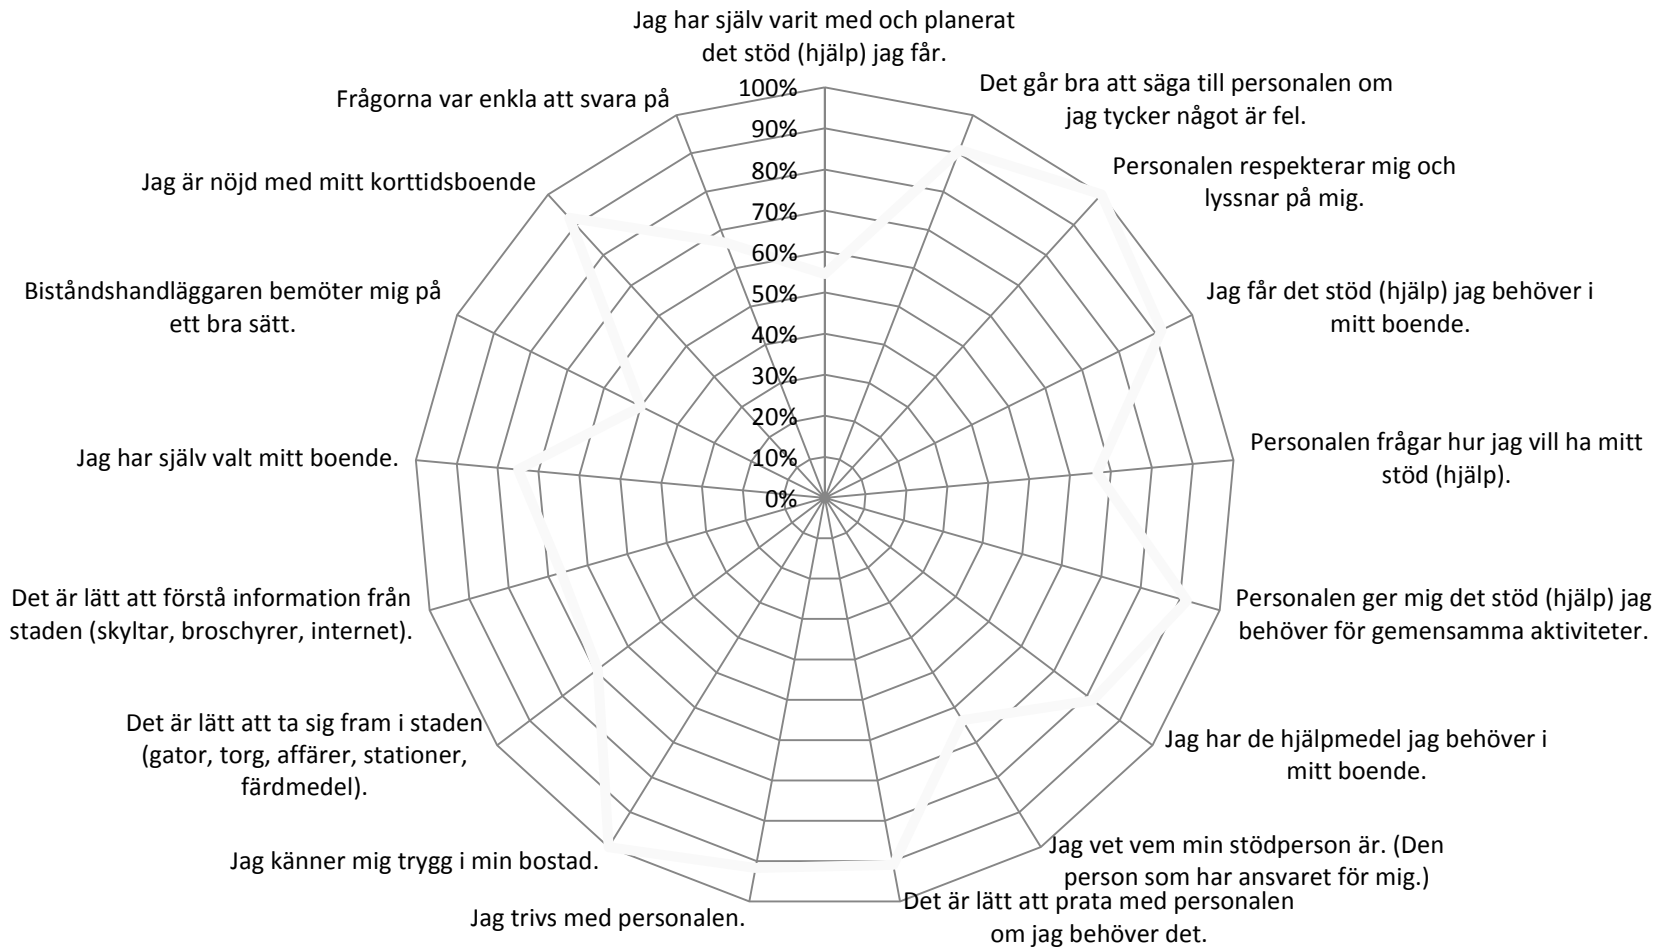 Jag har själv varit med och planerat
det stöd (hjälp) jag får.
Det går bra att säga till personalen om
jag tycker något är fel.
Personalen respekterar mig och
lyssnar på mig.
Jag får det stöd (hjälp) jag behöver i
mitt boende.
Personalen frågar hur jag vill ha mitt
stöd (hjälp).
Personalen ger mig det stöd (hjälp) jag
behöver för gemensamma aktiviteter.
Jag har de hjälpmedel jag behöver i
mitt boende.
Jag vet vem min stödperson är. (Den
person som har ansvaret för mig.)
Det är lätt att prata med personalen
om jag behöver det.
Jag trivs med personalen.
Jag känner mig trygg i min bostad.
Det är lätt att ta sig fram i staden
(gator, torg, affärer, stationer,
färdmedel).
Det är lätt att förstå information från
staden (skyltar, broschyrer, internet).
Jag har själv valt mitt boende.
Biståndshandläggaren bemöter mig på
ett bra sätt.
Jag är nöjd med mitt korttidsboende
Frågorna var enkla att svara på
100%
90%
80%
70%
60%
50%
40%
30%
20%
10%
0%